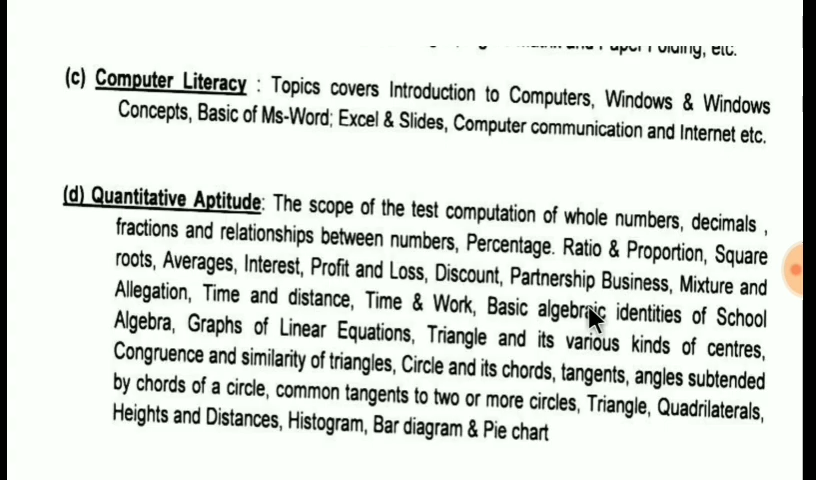 and Paper Folding, etc.
(c) Computer Literacy : Topics covers Introduction to Computers, Windows & Windows
Concepts, Basic of Ms-Word; Excel & Slides, Computer communication and Internet etc.
(d) Quantitative Aptitude: The scope of the test computation of whole numbers, decimals ,
fractions and relationships between numbers, Percentage. Ratio & Proportion, Square
roots, Averages, Interest, Profit and Loss, Discount, Partnership Business, Mixture and
Allegation, Time and distance, Time & Work, Basic algebraic identities of School
Algebra, Graphs of Linear Equations, Triangle and its various kinds of centres,
Congruence and similarity of triangles, Circle and its chords, tangents, angles subtended
by chords of a circle, common tangents to two or more circles, Triangle, Quadrilaterals,
Heights and Distances, Histogram, Bar diagram & Pie chart